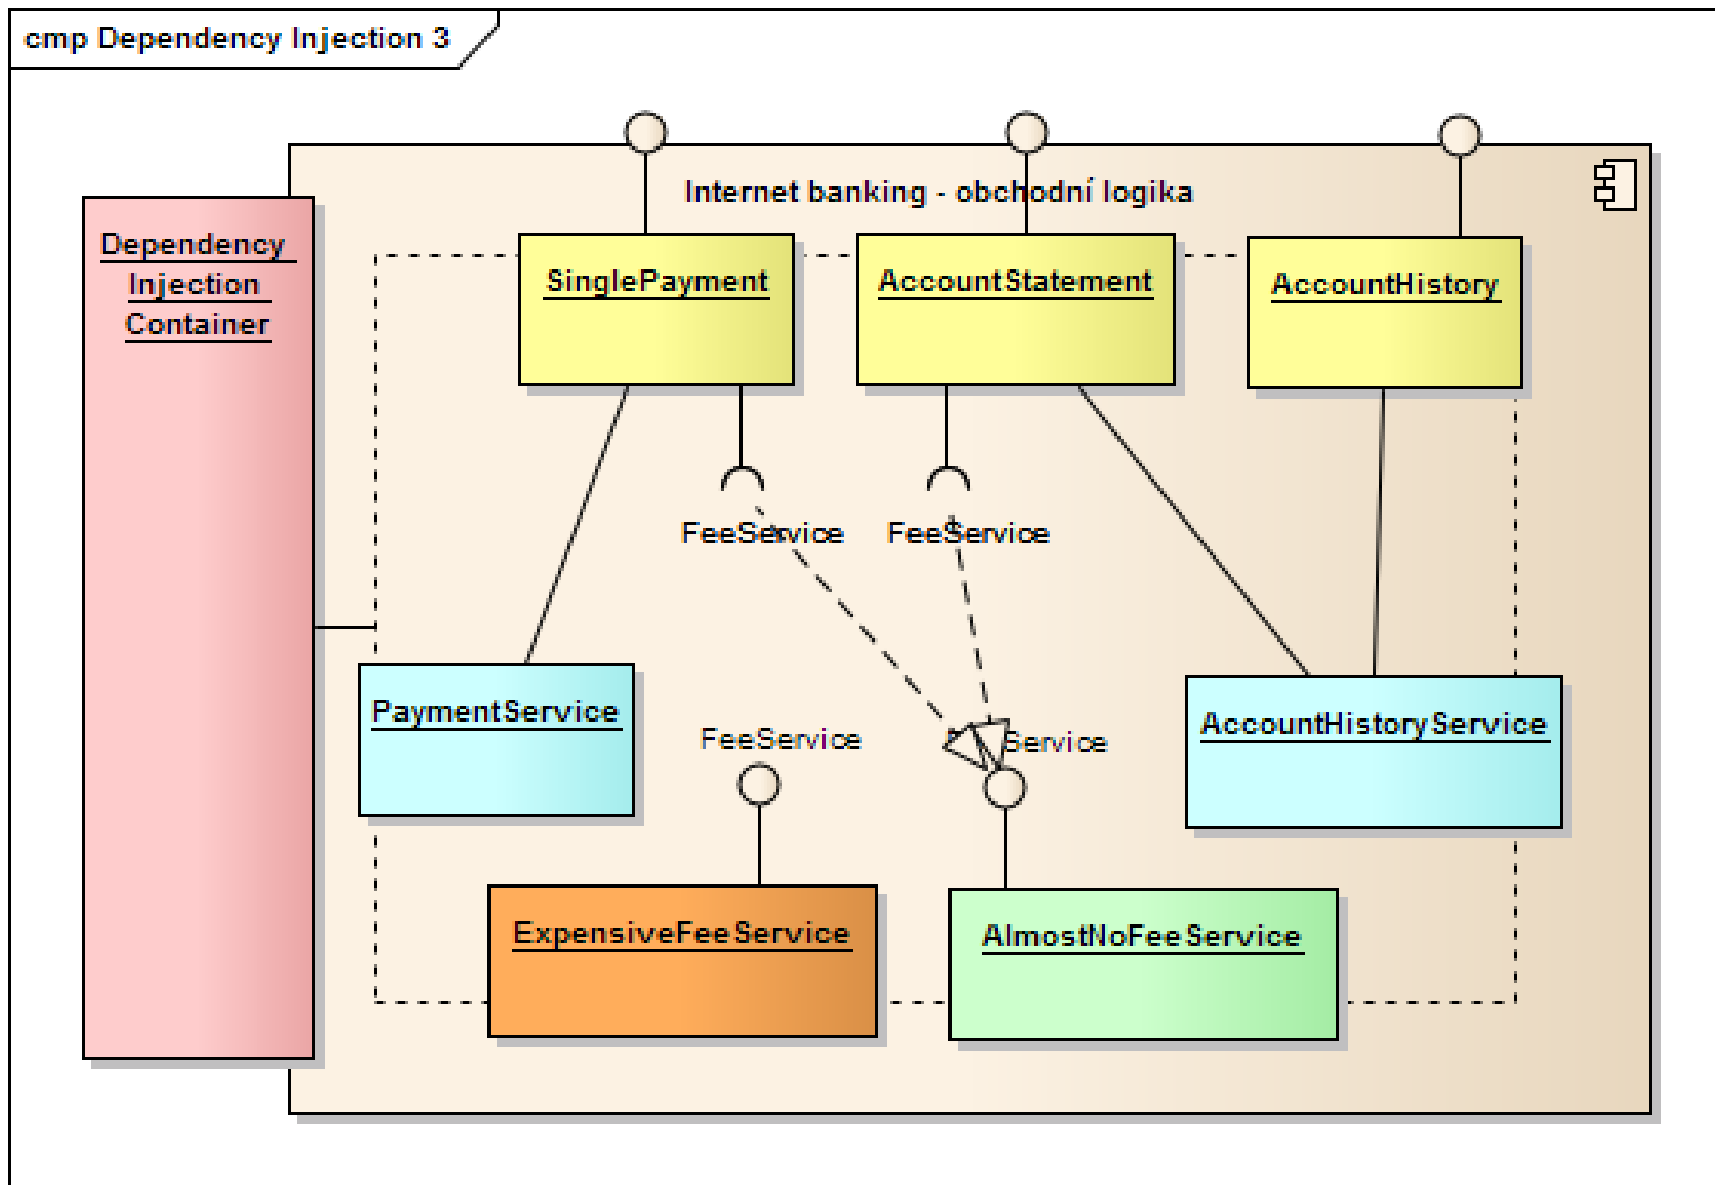 cmp Dependency Injection 3
Internet banking - obchodní logika
Dependency
Injection
Container
SinglePayment
AccountStatement
AccountHistory
FeeService
FeeService
PaymentService
FeeService
Service
AccountHistoryService
ExpensiveFeeService
AlmostNoFeeService